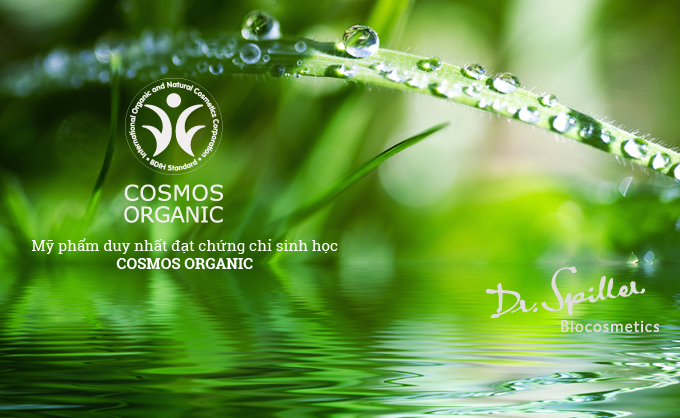 International Organic and Natural Cosmetics Corporation
• BDIH Standard •
COSMOS
ORGANIC
Mỹ phẩm duy nhất đạt chứng chỉ sinh học
COSMOS ORGANIC
Dr. Spiller.
Biocosmetics